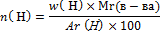 n(H) = w(H) × Mr(в – ва) / Ar(H) × 100